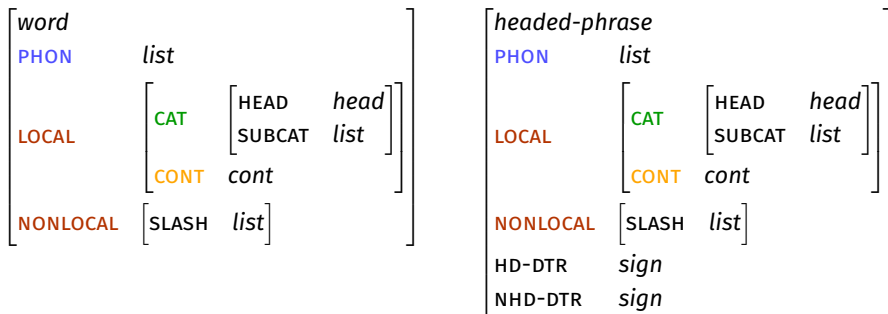 word
PHON list
LOCAL
CAT
HEAD head
SUBCAT list
CONT cont
NONLOCAL SLASH list
headed-phrase
PHON list
LOCAL
CAT
HEAD head
SUBCAT list
CONT cont
NONLOCAL SLASH list
HD-DTR sign
NHD-DTR sign